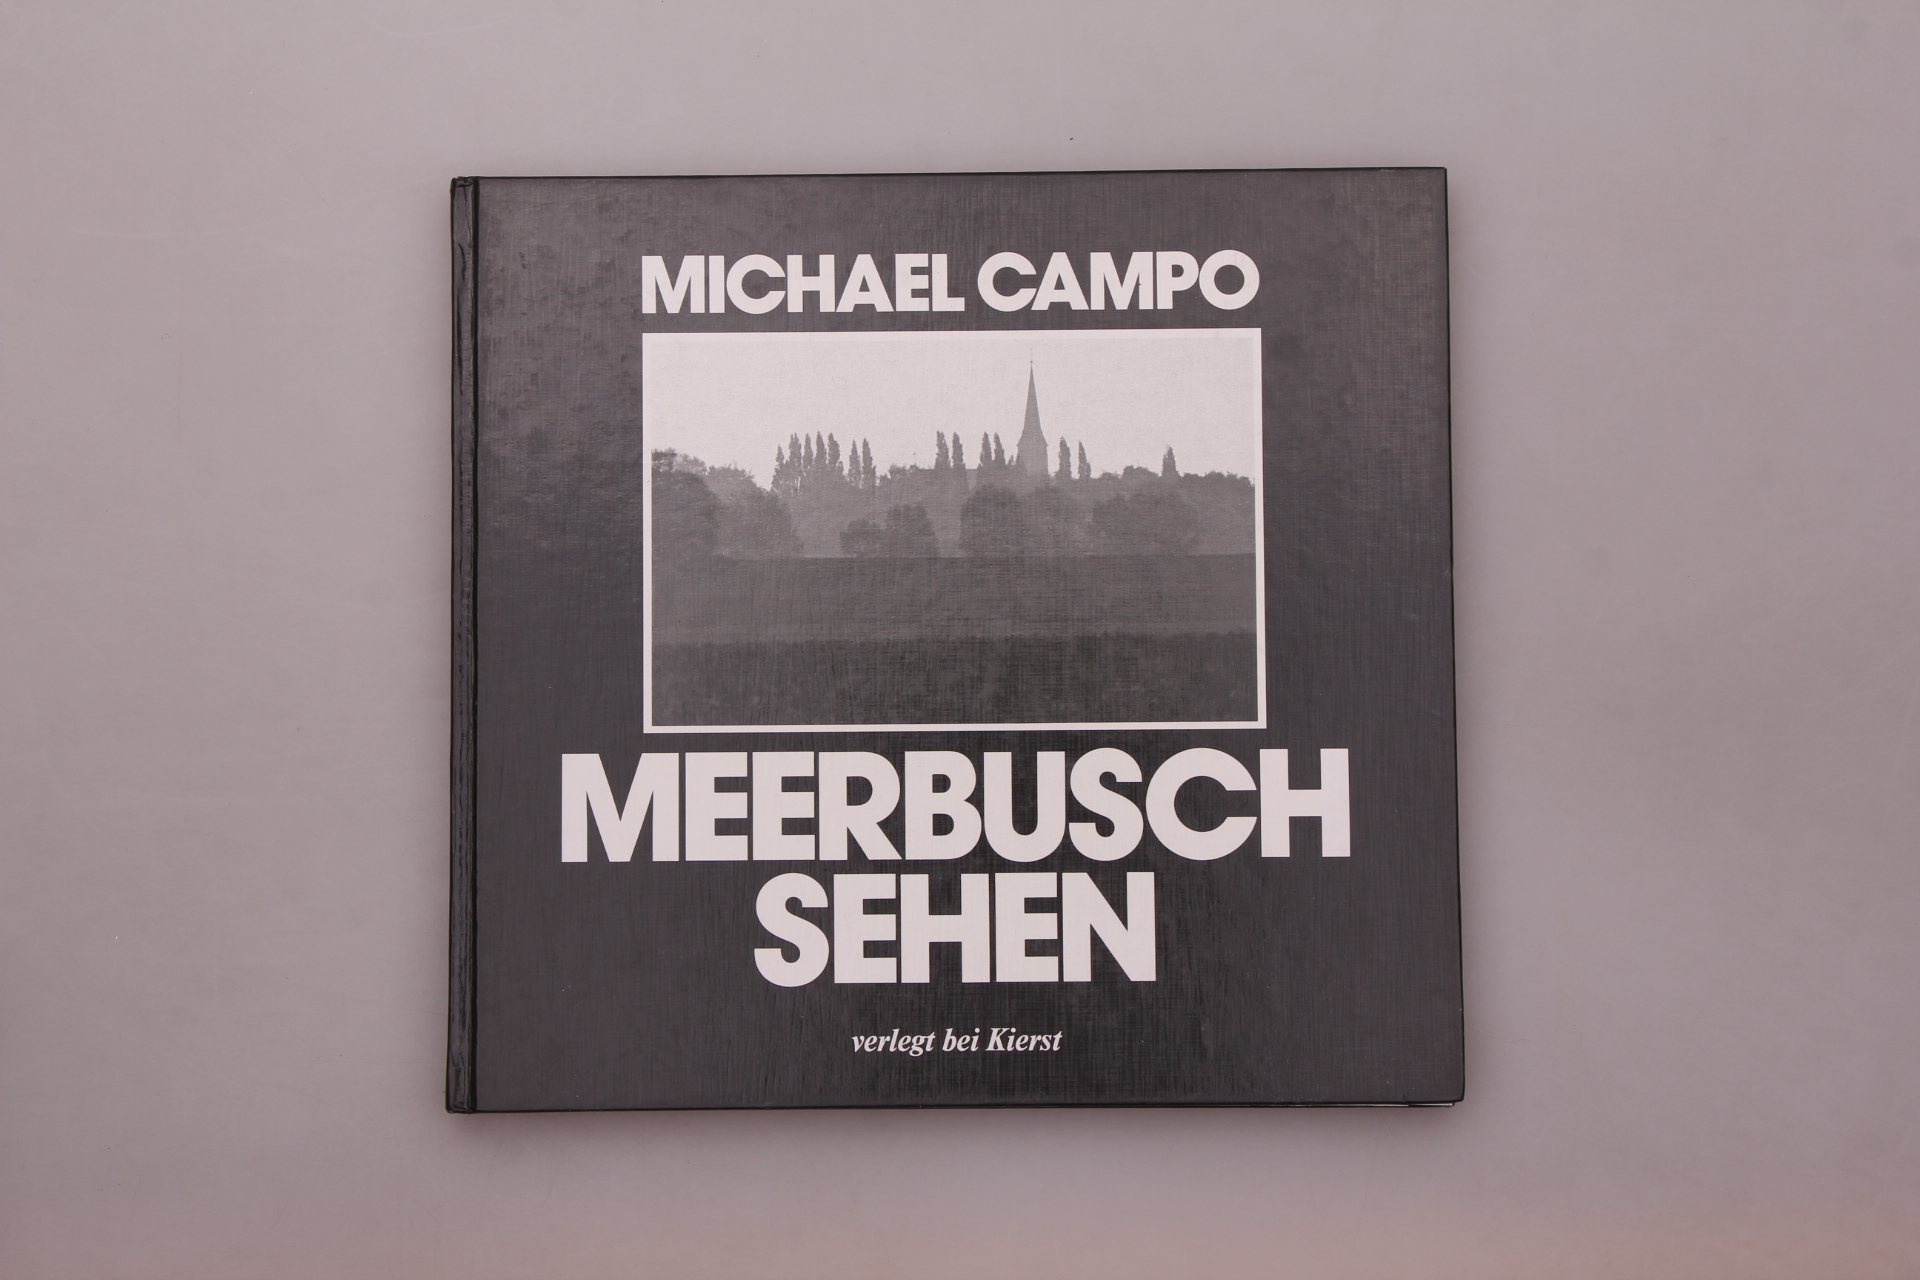 MICHAEL CAMPO
MEERBUSCH
SEHEN
verlegt bei Kierst